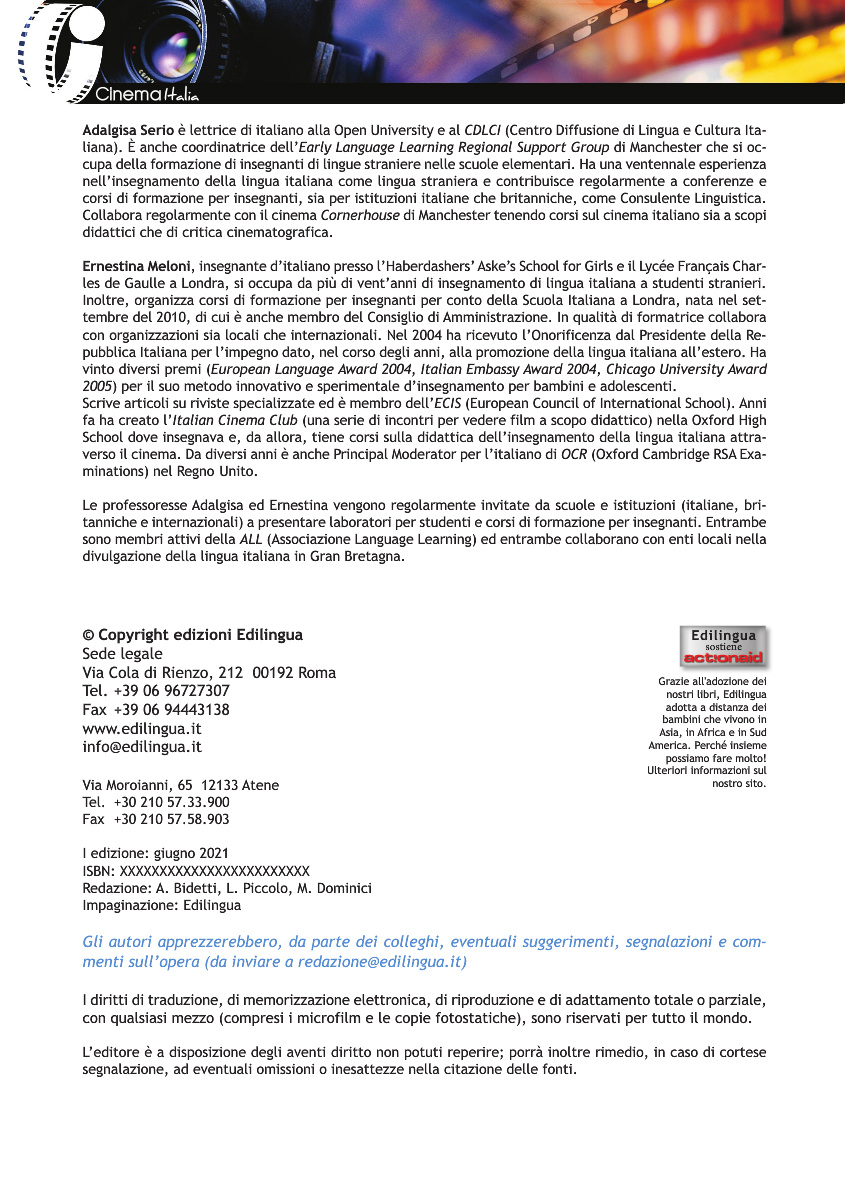 CInema Italia
Adalgisa Serio è lettrice di italiano alla Open University e al CDLCI (Centro Diffusione di Lingua e Cultura Ita-
liana). È anche coordinatrice dell'Early Language Learning Regional Support Group di Manchester che si oc-
cupa della formazione di insegnanti di lingue straniere nelle scuole elementari. Ha una ventennale esperienza
nell'insegnamento della lingua italiana come lingua straniera e contribuisce regolarmente a conferenze e
corsi di formazione per insegnanti, sia per istituzioni italiane che britanniche, come Consulente Linguistica.
Collabora regolarmente con il cinema Cornerhouse di Manchester tenendo corsi sul cinema italiano sia a scopi
didattici che di critica cinematografica.
Ernestina Meloni, insegnante d'italiano presso l'Haberdashers' Aske's School for Girls e il Lycée Français Char-
les de Gaulle a Londra, si occupa da più di vent'anni di insegnamento di lingua italiana a studenti stranieri.
Inoltre, organizza corsi di formazione per insegnanti per conto della Scuola Italiana a Londra, nata nel set-
tembre del 2010, di cui è anche membro del Consiglio di Amministrazione. In qualità di formatrice collabora
con organizzazioni sia locali che internazionali. Nel 2004 ha ricevuto l'Onorificenza dal Presidente della Re-
pubblica Italiana per l'impegno dato, nel corso degli anni, alla promozione della lingua italiana all'estero. Ha
vinto diversi premi (European Language Award 2004, Italian Embassy Award 2004, Chicago University Award
2005) per il suo metodo innovativo e sperimentale d'insegnamento per bambini e adolescenti.
Scrive articoli su riviste specializzate ed è membro dell'ECIS (European Council of International School). Anni
fa ha creato l'Italian Cinema Club (una serie di incontri per vedere film a scopo didattico) nella Oxford High
School dove insegnava e, da allora, tiene corsi sulla didattica dell'insegnamento della lingua italiana attra-
verso il cinema. Da diversi anni è anche Principal Moderator per l'italiano di OCR (Oxford Cambridge RSA Exa-
minations) nel Regno Unito.
Le professoresse Adalgisa ed Ernestina vengono regolarmente invitate da scuole e istituzioni (italiane, bri-
tanniche e internazionali) a presentare laboratori per studenti e corsi di formazione per insegnanti. Entrambe
sono membri attivi della ALL (Associazione Language Learning) ed entrambe collaborano con enti locali nella
divulgazione della lingua italiana in Gran Bretagna.
© Copyright edizioni Edilingua
Sede legale
Via Cola di Rienzo, 212 00192 Roma
Tel. +39 06 96727307
Fax +39 06 94443138
www.edilingua.it
info@edilingua.it
Via Moroianni, 65 12133 Atene
Tel. +30 210 57.33.900
Fax +30 210 57.58.903
Edilingua
sostiene
act:onaid
Grazie all'adozione dei
nostri libri, Edilingua
adotta a distanza dei
bambini che vivono in
Asia, in Africa e in Sud
America. Perché insieme
possiamo fare molto!
Ulteriori informazioni sul
nostro sito.
I edizione: giugno 2021
ISBN: XXXXXXXXXXXXXXXXXXXXXXXX
Redazione: A. Bidetti, L. Piccolo, M. Dominici
Impaginazione: Edilingua
Gli autori apprezzerebbero, da parte dei colleghi, eventuali suggerimenti, segnalazioni e com-
menti sull'opera (da inviare a redazione@edilingua.it)
I diritti di traduzione, di memorizzazione elettronica, di riproduzione e di adattamento totale o parziale,
con qualsiasi mezzo (compresi i microfilm e le copie fotostatiche), sono riservati per tutto il mondo.
L'editore è a disposizione degli aventi diritto non potuti reperire; porrà inoltre rimedio, in caso di cortese
segnalazione, ad eventuali omissioni o inesattezze nella citazione delle fonti.